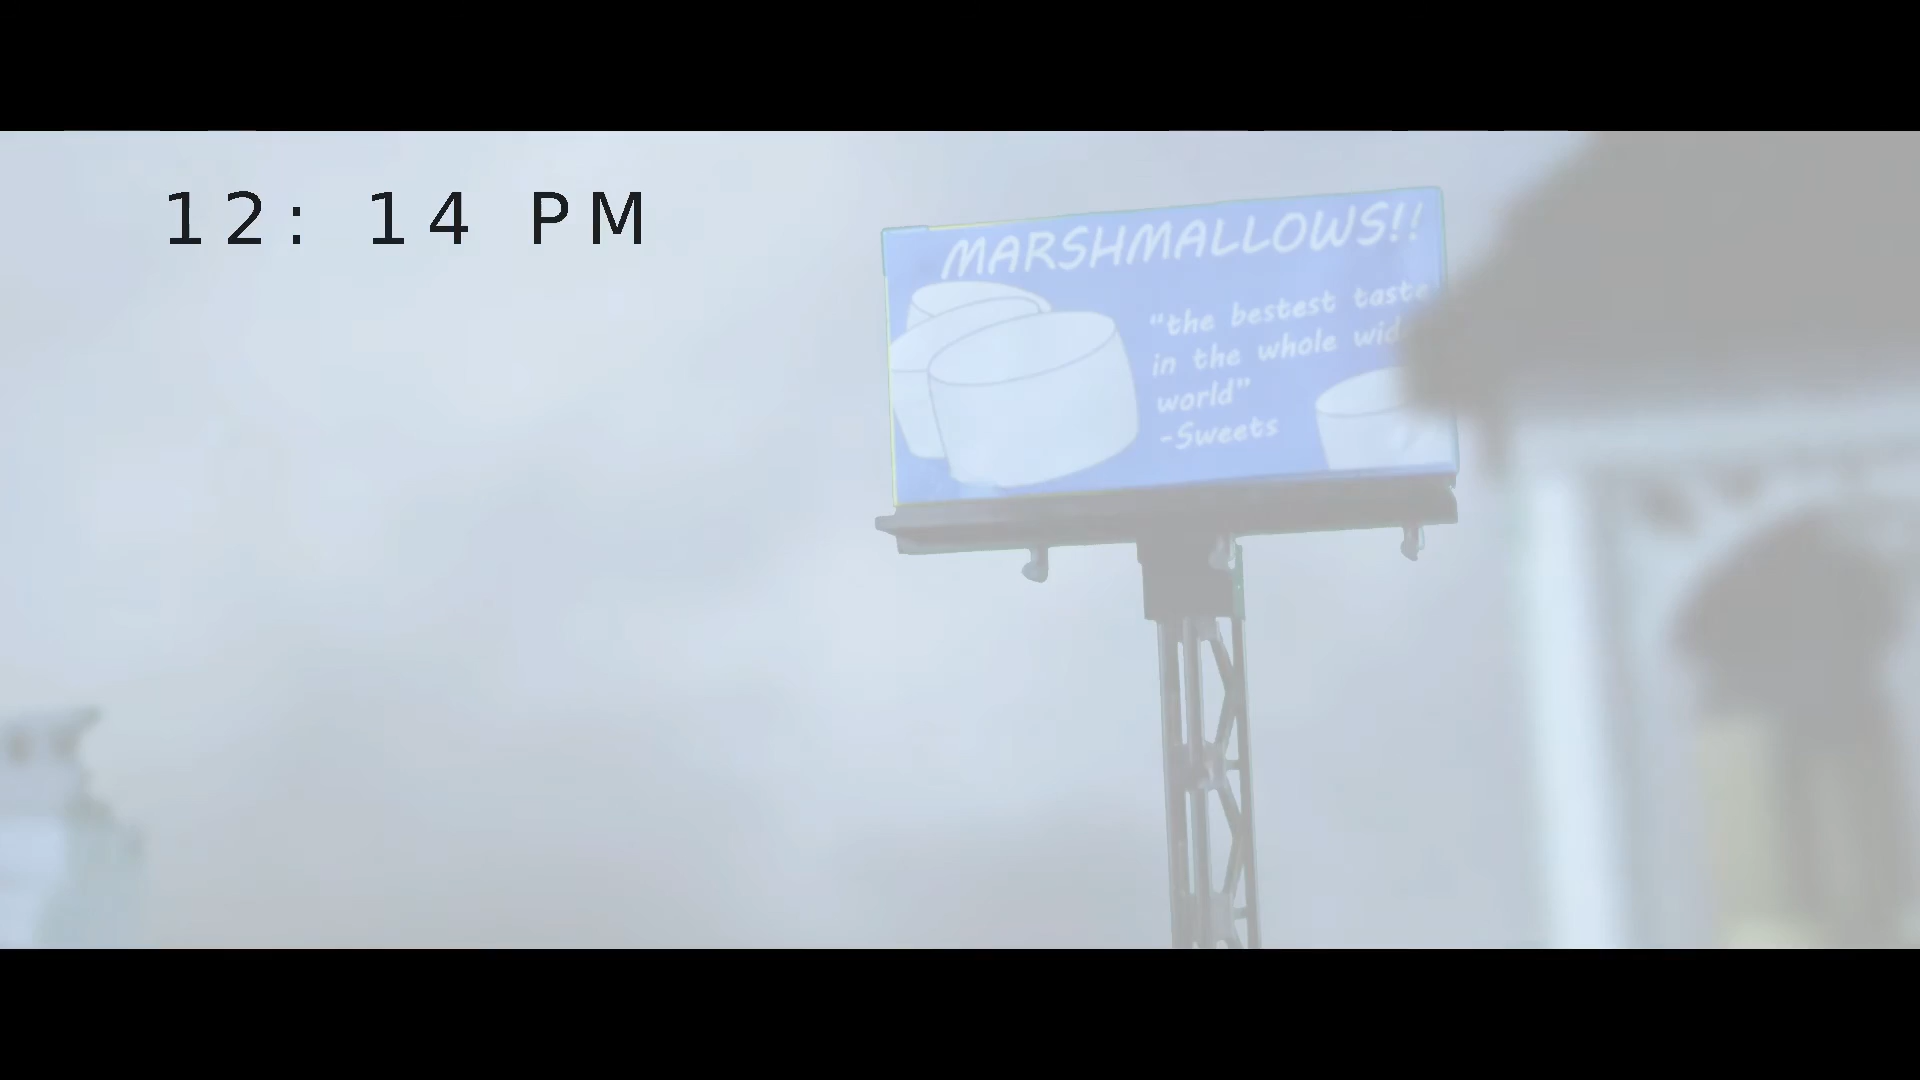 12: 14 PM
MARSHMALLOWS!!
"the bestest taste
in the whole
world"
-Sweets